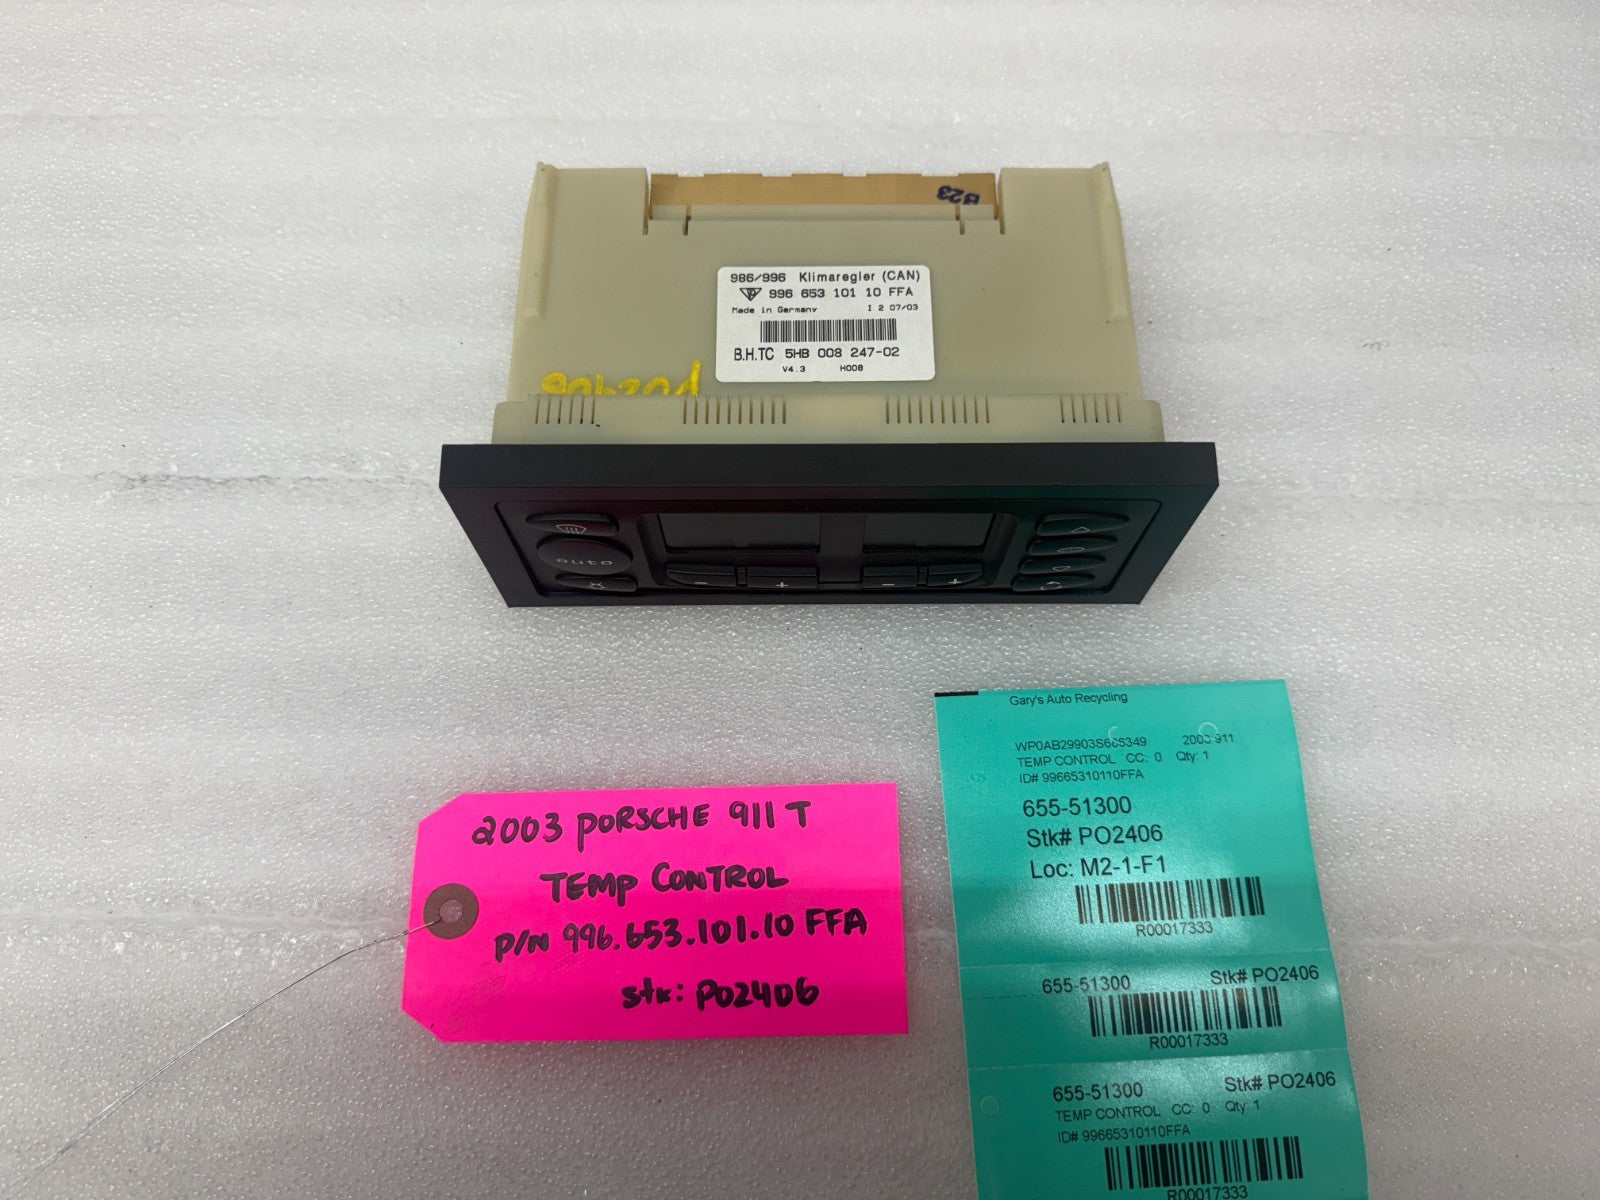 B23
986/996 Klimaregler (CAN)
996 653 101 10 FFA
Made in Germany I 2 07/03
B.H.TC 5HB 008 247-02
V4.3 H008
PO2406
auto
- + - +
2003 PORSCHE 911 T
TEMP CONTROL
P/N 996.653.101.10 FFA
stk: PO2406
Gary's Auto Recycling
911
TEMP CONTROL CC: 0 Qty: 1
ID# 99665310110FFA
655-51300
Stk# PO2406
Loc: M2-1-F1
R00017333
655-51300 Stk# PO2406
R00017333
655-51300 Stk# PO2406
TEMP CONTROL CC: 0 Qty: 1
ID# 99665310110FFA
R00017333